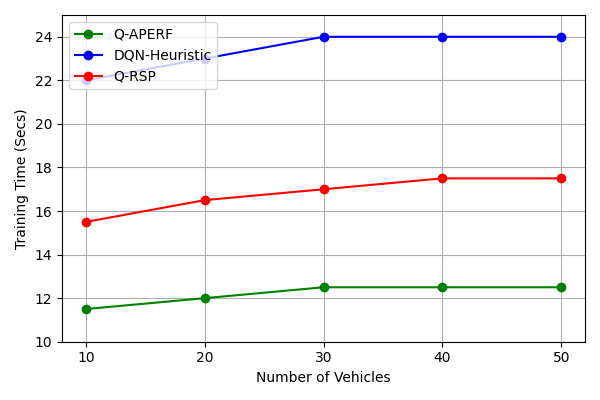 Q-APERF
DQN-Heuristic
Q-RSP
24
22
20
18
16
14
12
10
Training Time (Secs)
10 20 30 40 50
Number of Vehicles